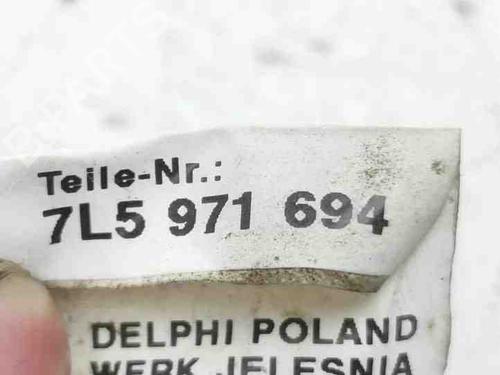 Teile-Nr.:
7L5 971 694
DELPHI POLAND
WERK JELESNIA